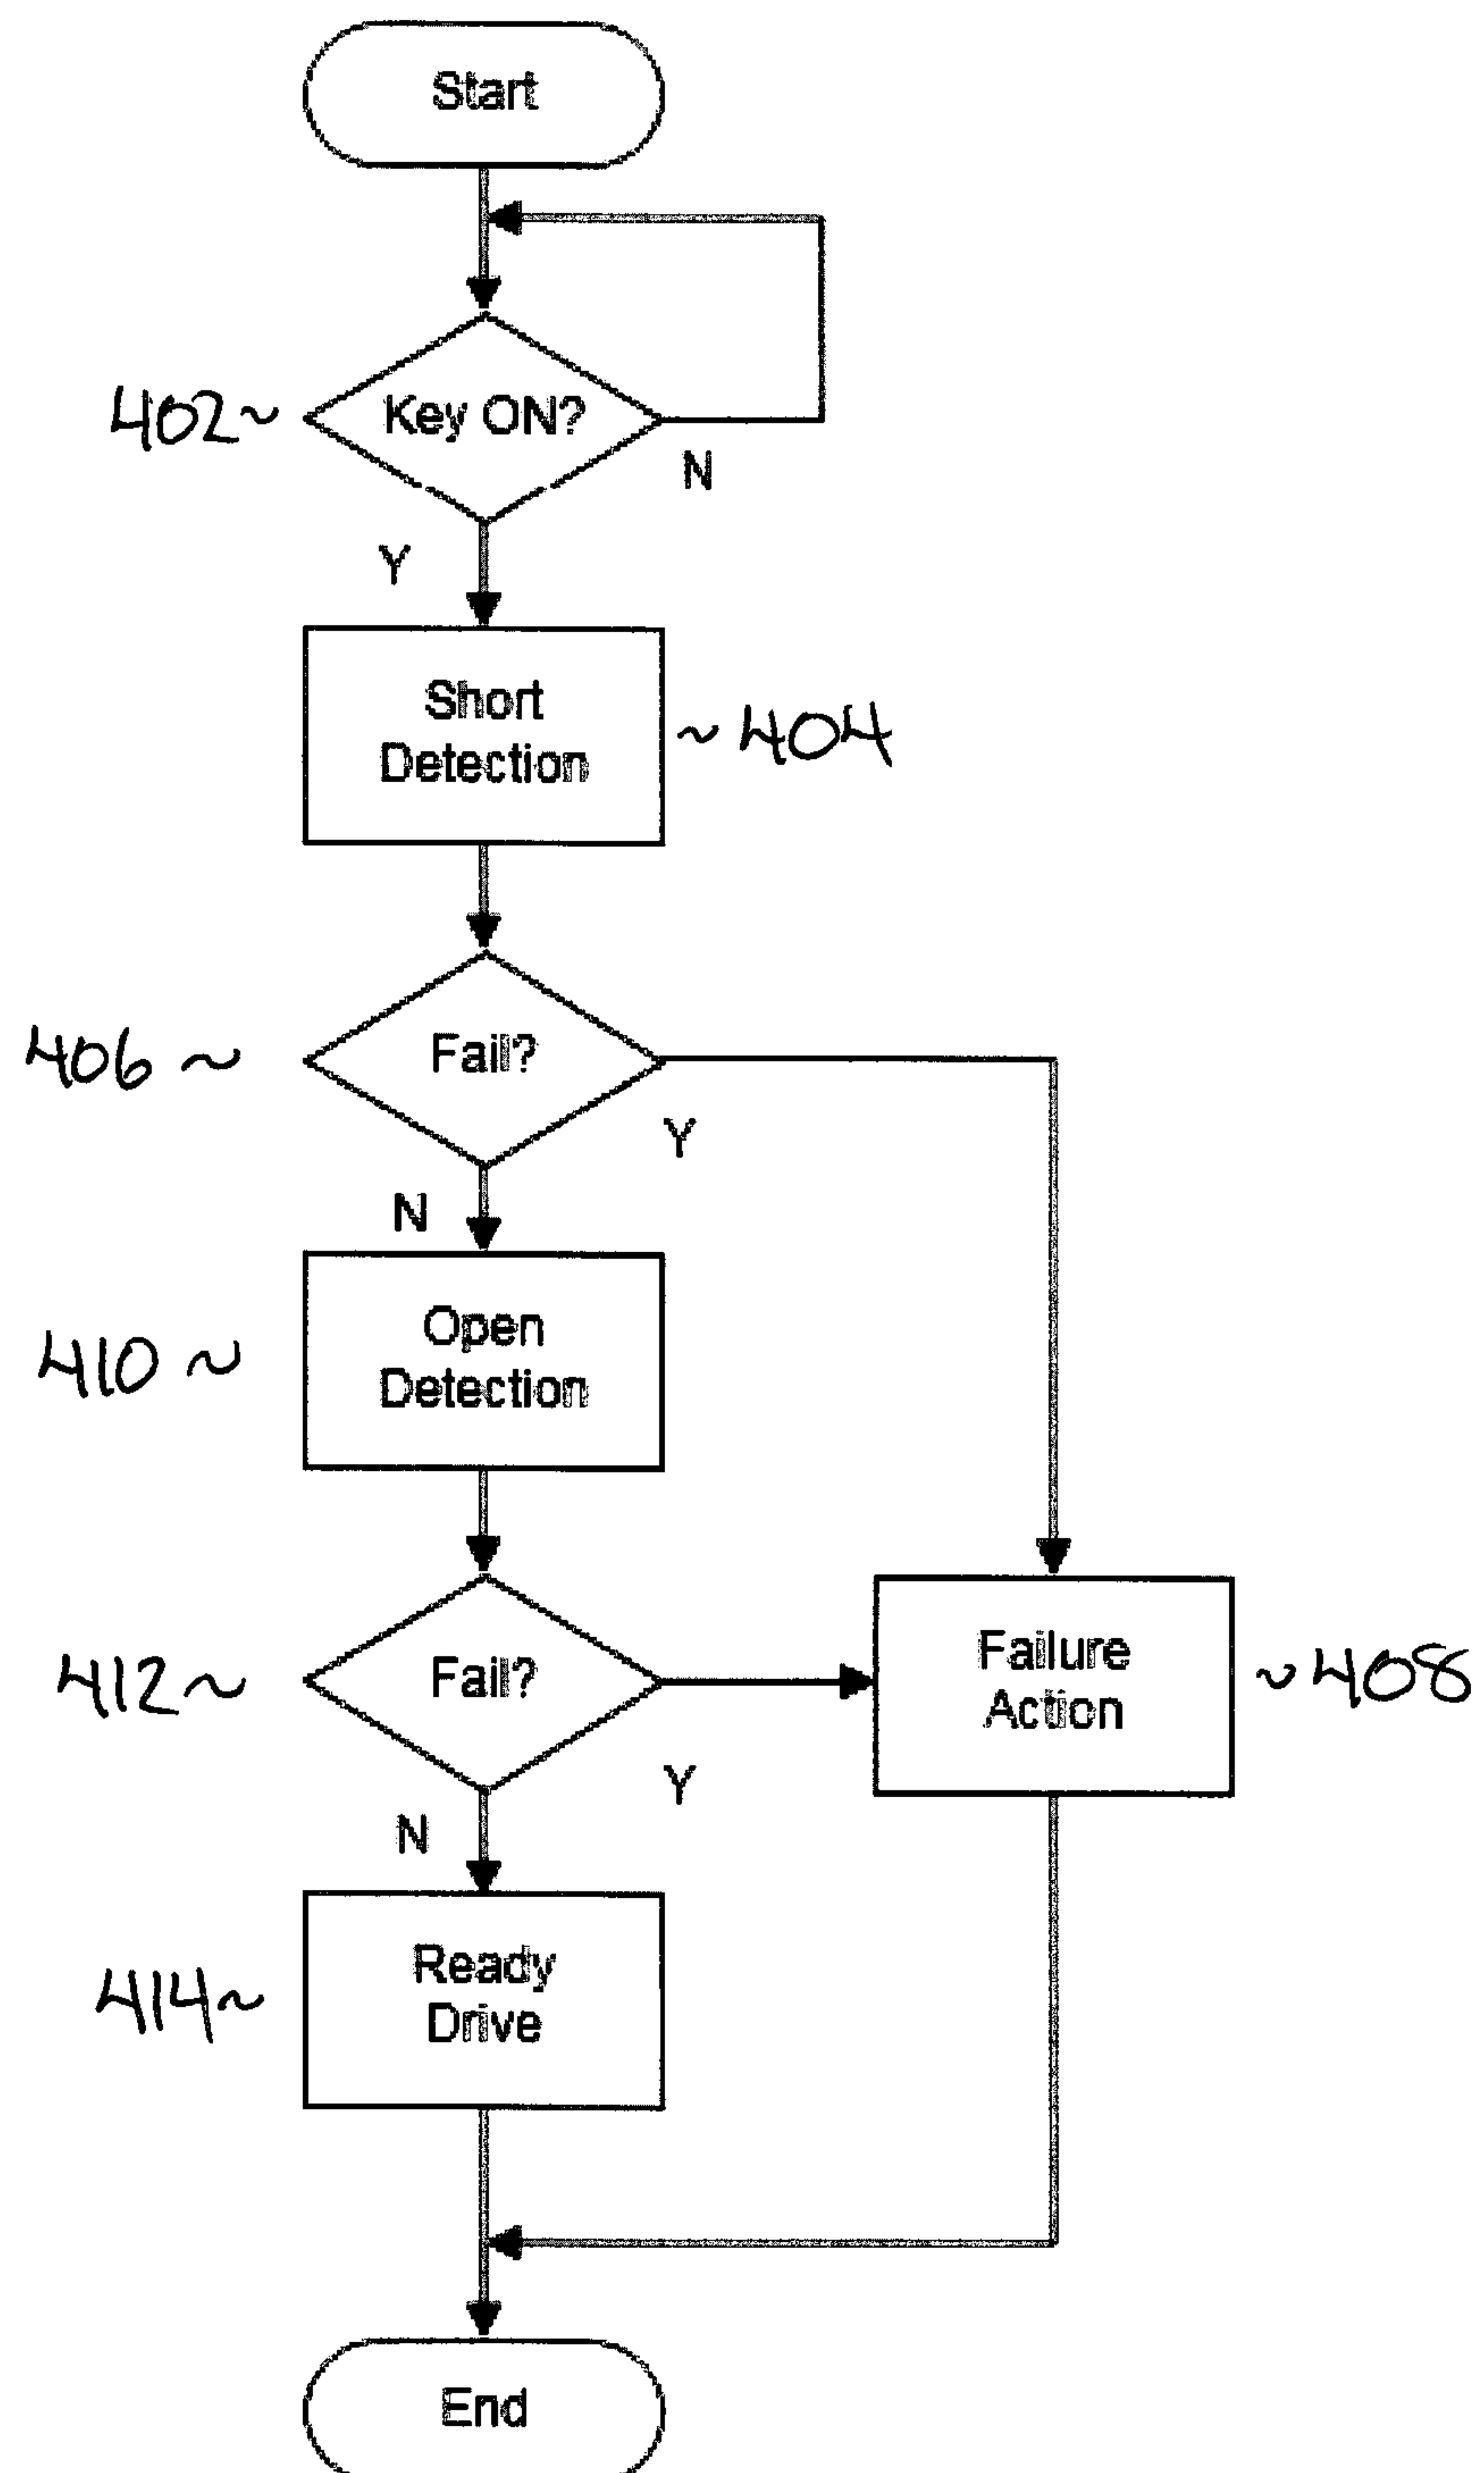 Start
402~
Key ON?
N
Y
Short
Detection
~404
406 ~
Fail?
Y
N
410 ~
Open
Detection
412~
Fail?
Y
Failure
Action
~408
N
414~
Ready
Drive
End